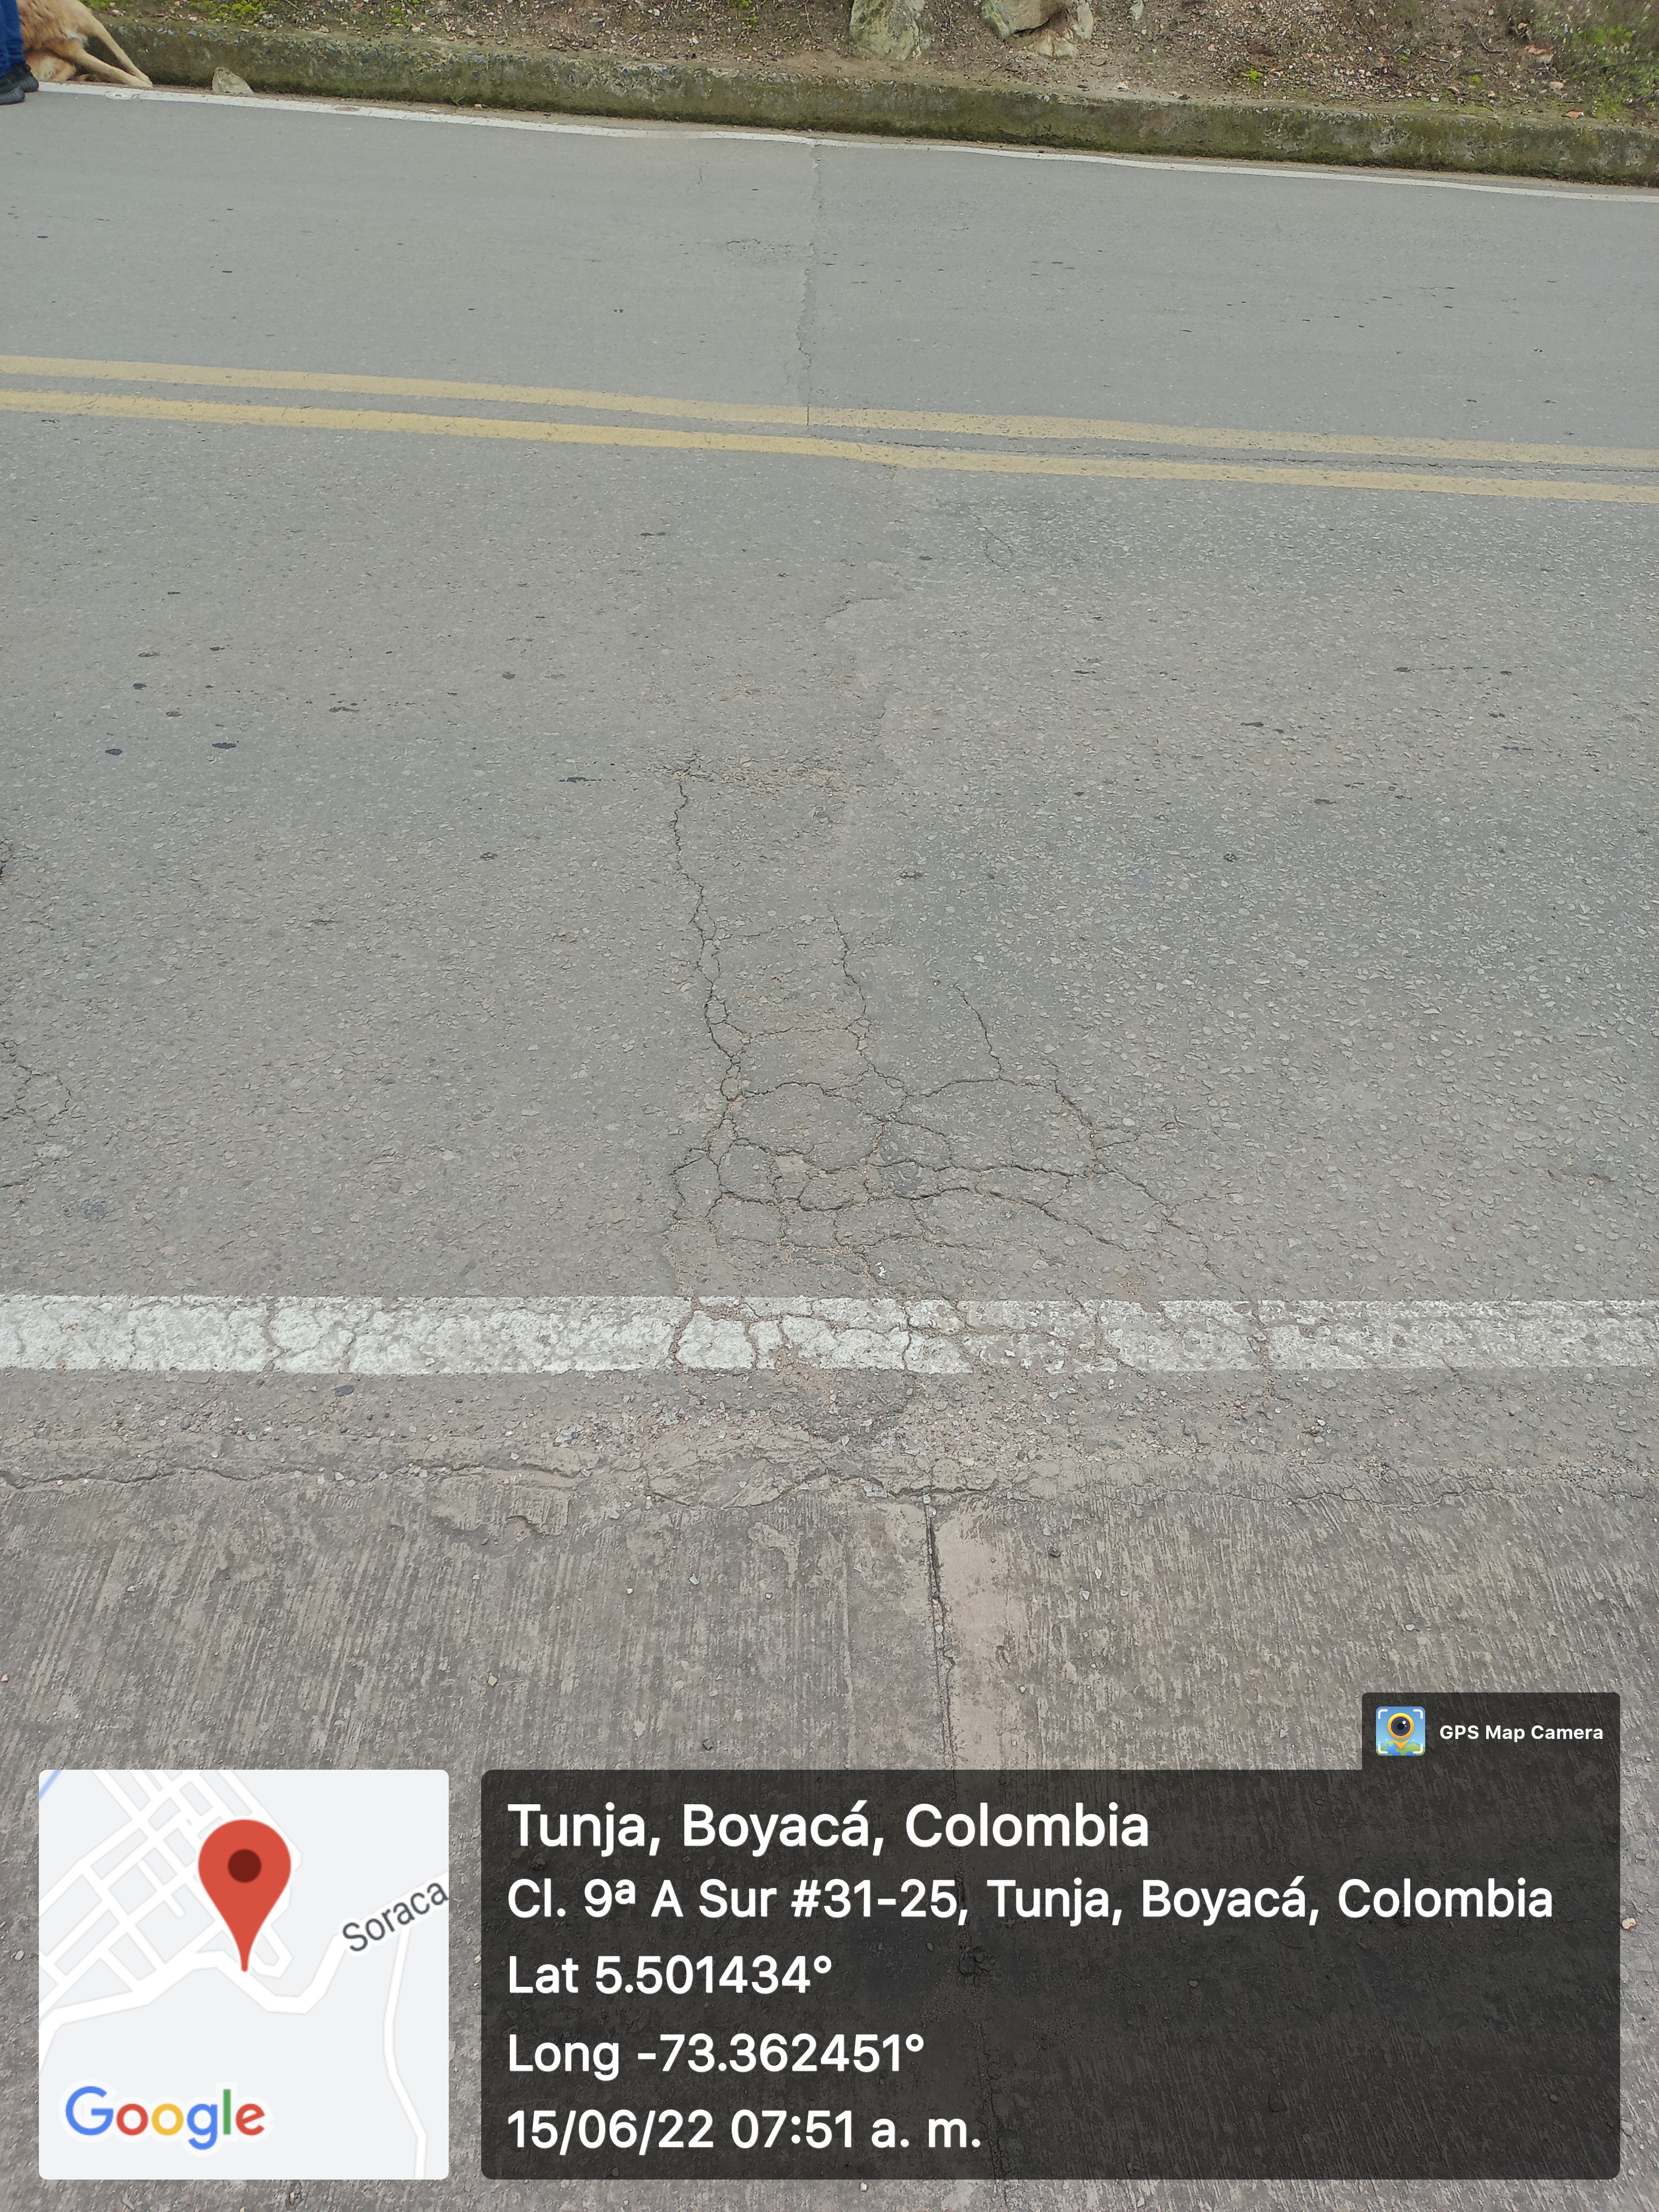 GPS Map Camera
Tunja, Boyacá, Colombia
Cl. 9ª A Sur #31-25, Tunja, Boyacá, Colombia
Lat 5.501434°
Long -73.362451°
15/06/22 07:51 a. m.
Soraca
Google